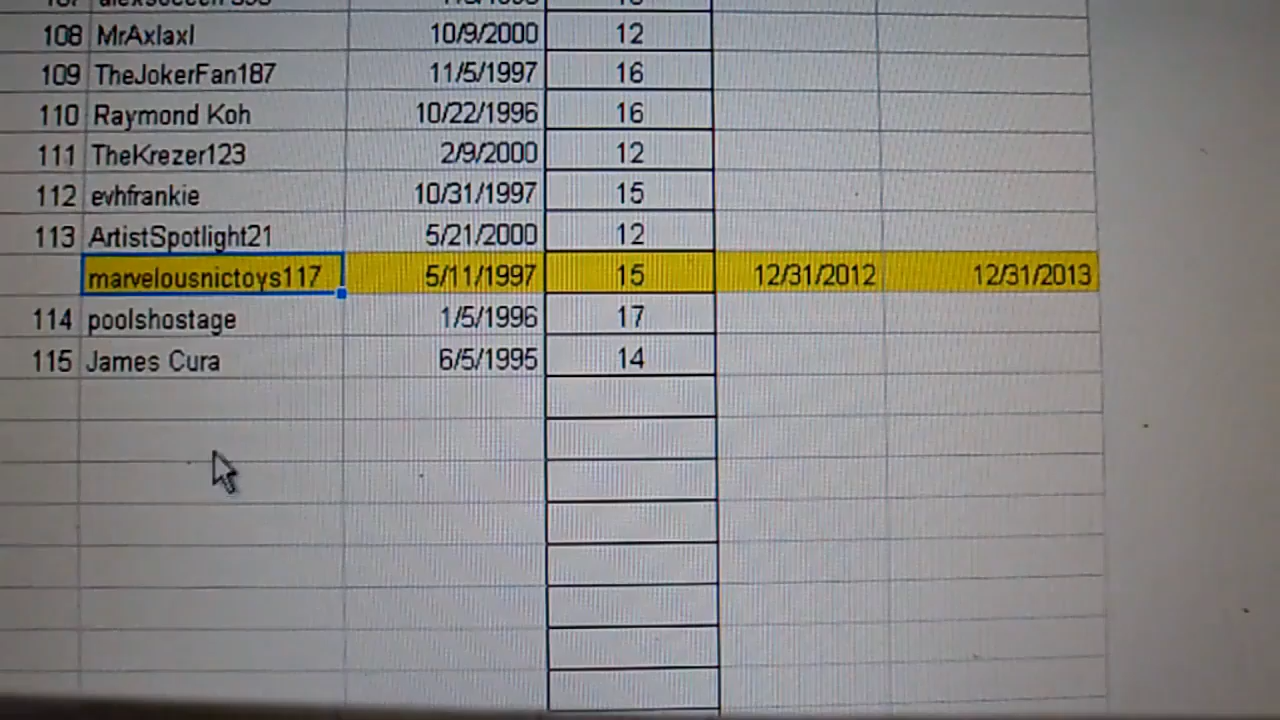 108 MrAxlaxl 10/9/2000 12
109 TheJokerFan187 11/5/1997 16
110 Raymond Koh 10/22/1996 16
111 TheKrezer123 2/9/2000 12
112 evhfrankie 10/31/1997 15
113 ArtistSpotlight21 5/21/2000 12
marvelousnictoys117 5/11/1997 15 12/31/2012 12/31/2013
114 poolshostage 1/5/1996 17
115 James Cura 6/5/1995 14